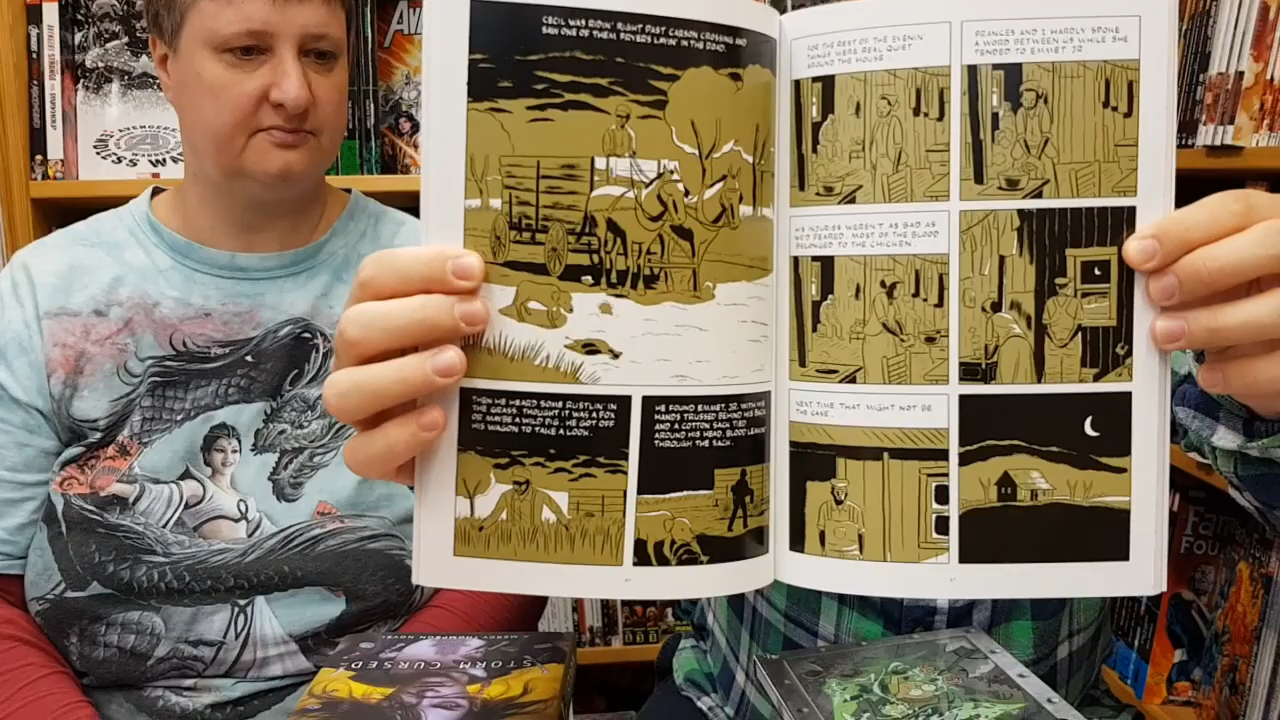 CECIL WAS RIDIN' RIGHT PAST CARSON CROSSING AND
SAW ONE OF THEM FRYERS LAYIN' IN THE ROAD.
THEN HE HEARD SOME RUSTLIN' IN
THE GRASS. THOUGHT IT WAS A FOX
OR MAYBE A WILD PIG. HE GOT OFF
HIS WAGON TO TAKE A LOOK.
HE FOUND EMMET, JR. WITH HIS
HANDS TRUSSED BEHIND HIS BACK
AND A COTTON SACK TIED
AROUND HIS HEAD. BLOOD LEAKIN'
THROUGH THE SACK.
FOR THE REST OF THE EVENIN'
THINGS WERE REAL QUIET
AROUND THE HOUSE.
FRANCES AND I HARDLY SPOKE
A WORD BETWEEN US WHILE SHE
TENDED TO EMMET, JR.
HIS INJURIES WEREN'T AS BAD AS
WE'D FEARED. MOST OF THE BLOOD
BELONGED TO THE CHICKEN.
NEXT TIME, THAT MIGHT NOT BE
THE CASE.
A MERCY THOMPSON NOVEL
STORM CURSED